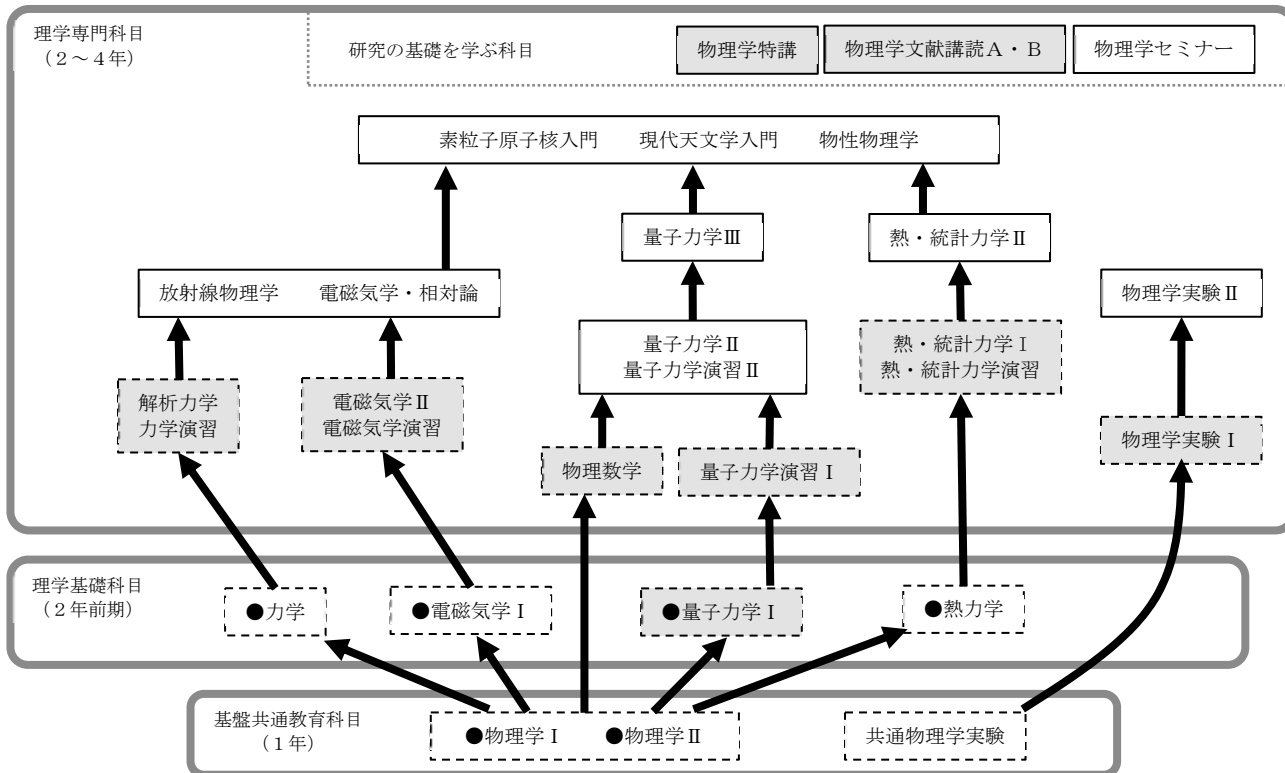 理学専門科目
（２～４年）
研究の基礎を学ぶ科目
物理学特講
物理学文献講読Ａ・Ｂ
物理学セミナー
素粒子原子核入門 現代天文学入門 物性物理学
量子力学Ⅲ
熱・統計力学Ⅱ
放射線物理学 電磁気学・相対論
物理学実験Ⅱ
量子力学Ⅱ
量子力学演習Ⅱ
熱・統計力学Ⅰ
熱・統計力学演習
解析力学
力学演習
電磁気学Ⅱ
電磁気学演習
物理数学
量子力学演習Ⅰ
物理学実験Ⅰ
理学基礎科目
（２年前期）
●力学
●電磁気学Ⅰ
●量子力学Ⅰ
●熱力学
基盤共通教育科目
（１年）
●物理学Ⅰ ●物理学Ⅱ
共通物理学実験